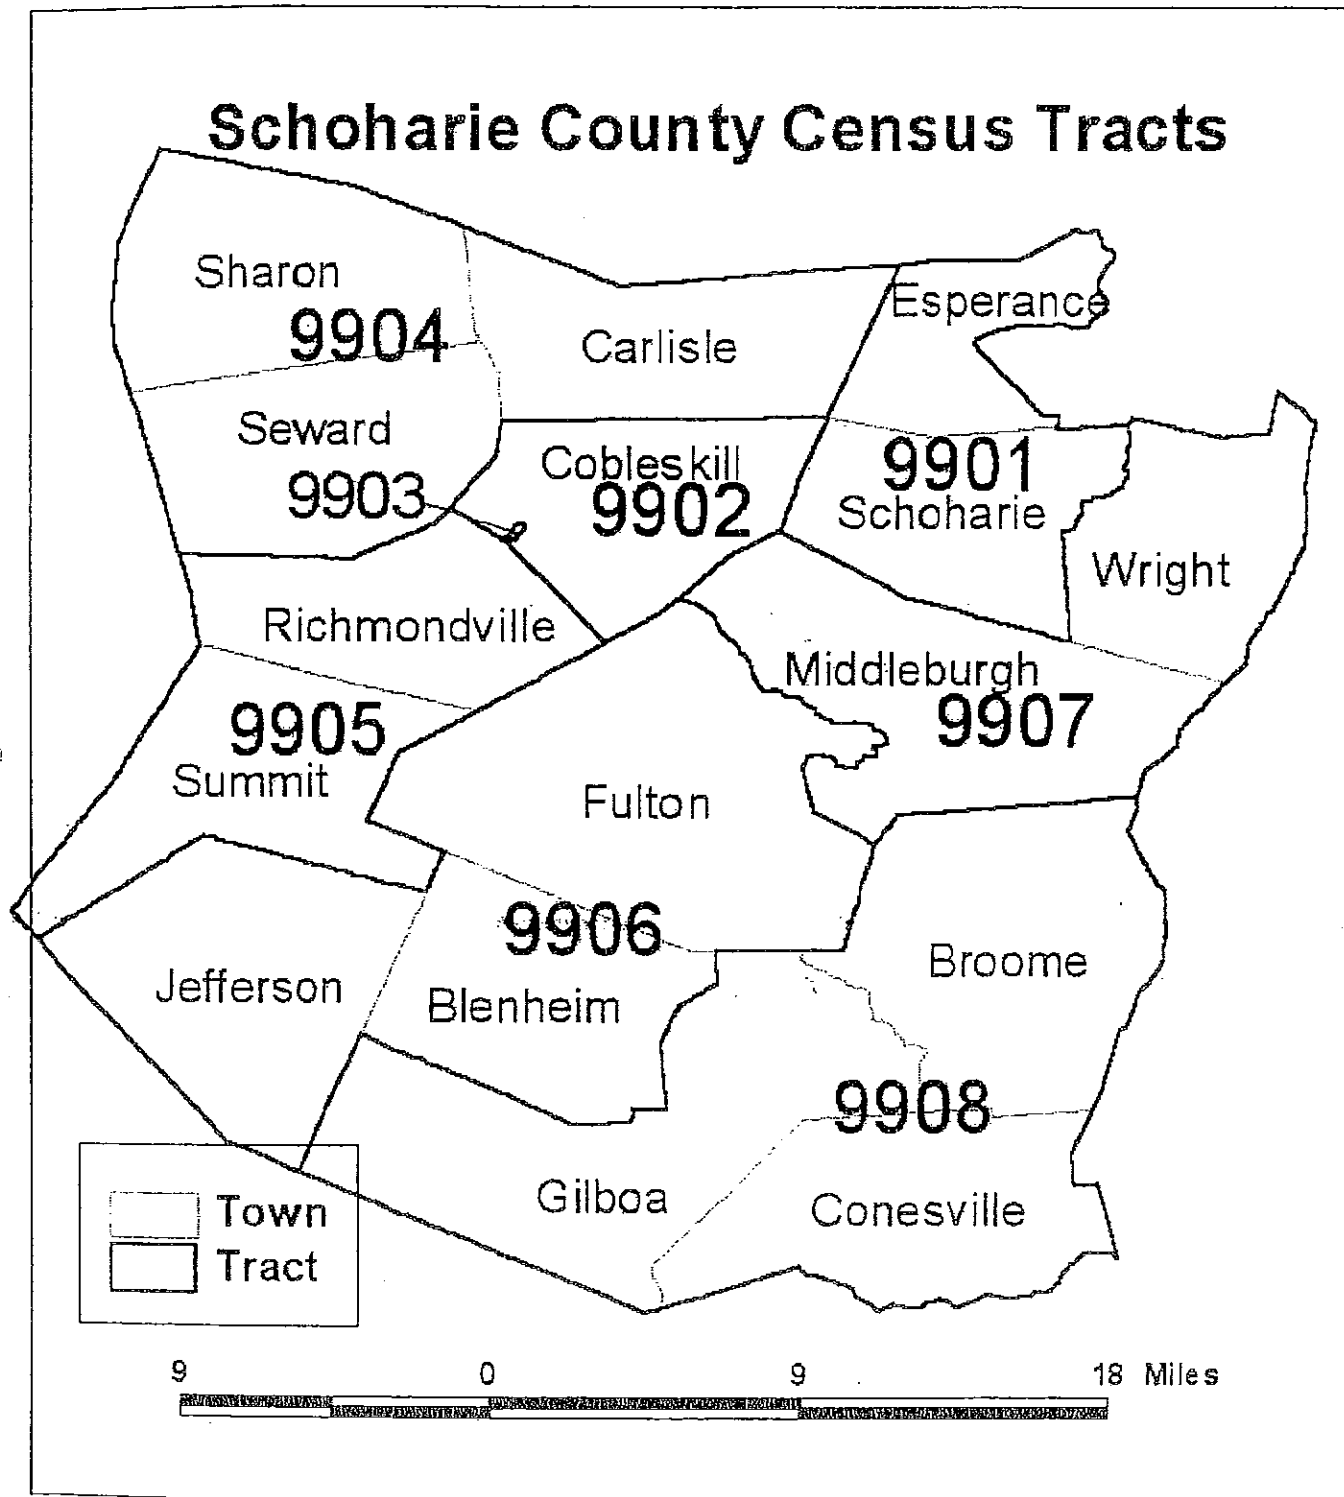 Schoharie County Census Tracts
Sharon
9904
Carlisle
Esperance
Seward
9903
Cobleskill
9902
9901
Schoharie
Wright
Richmondville
Middleburgh
9907
9905
Summit
Fulton
9906
Jefferson
Blenheim
Broome
9908
Gilboa
Conesville
Town
Tract
9 0 9 18 Miles